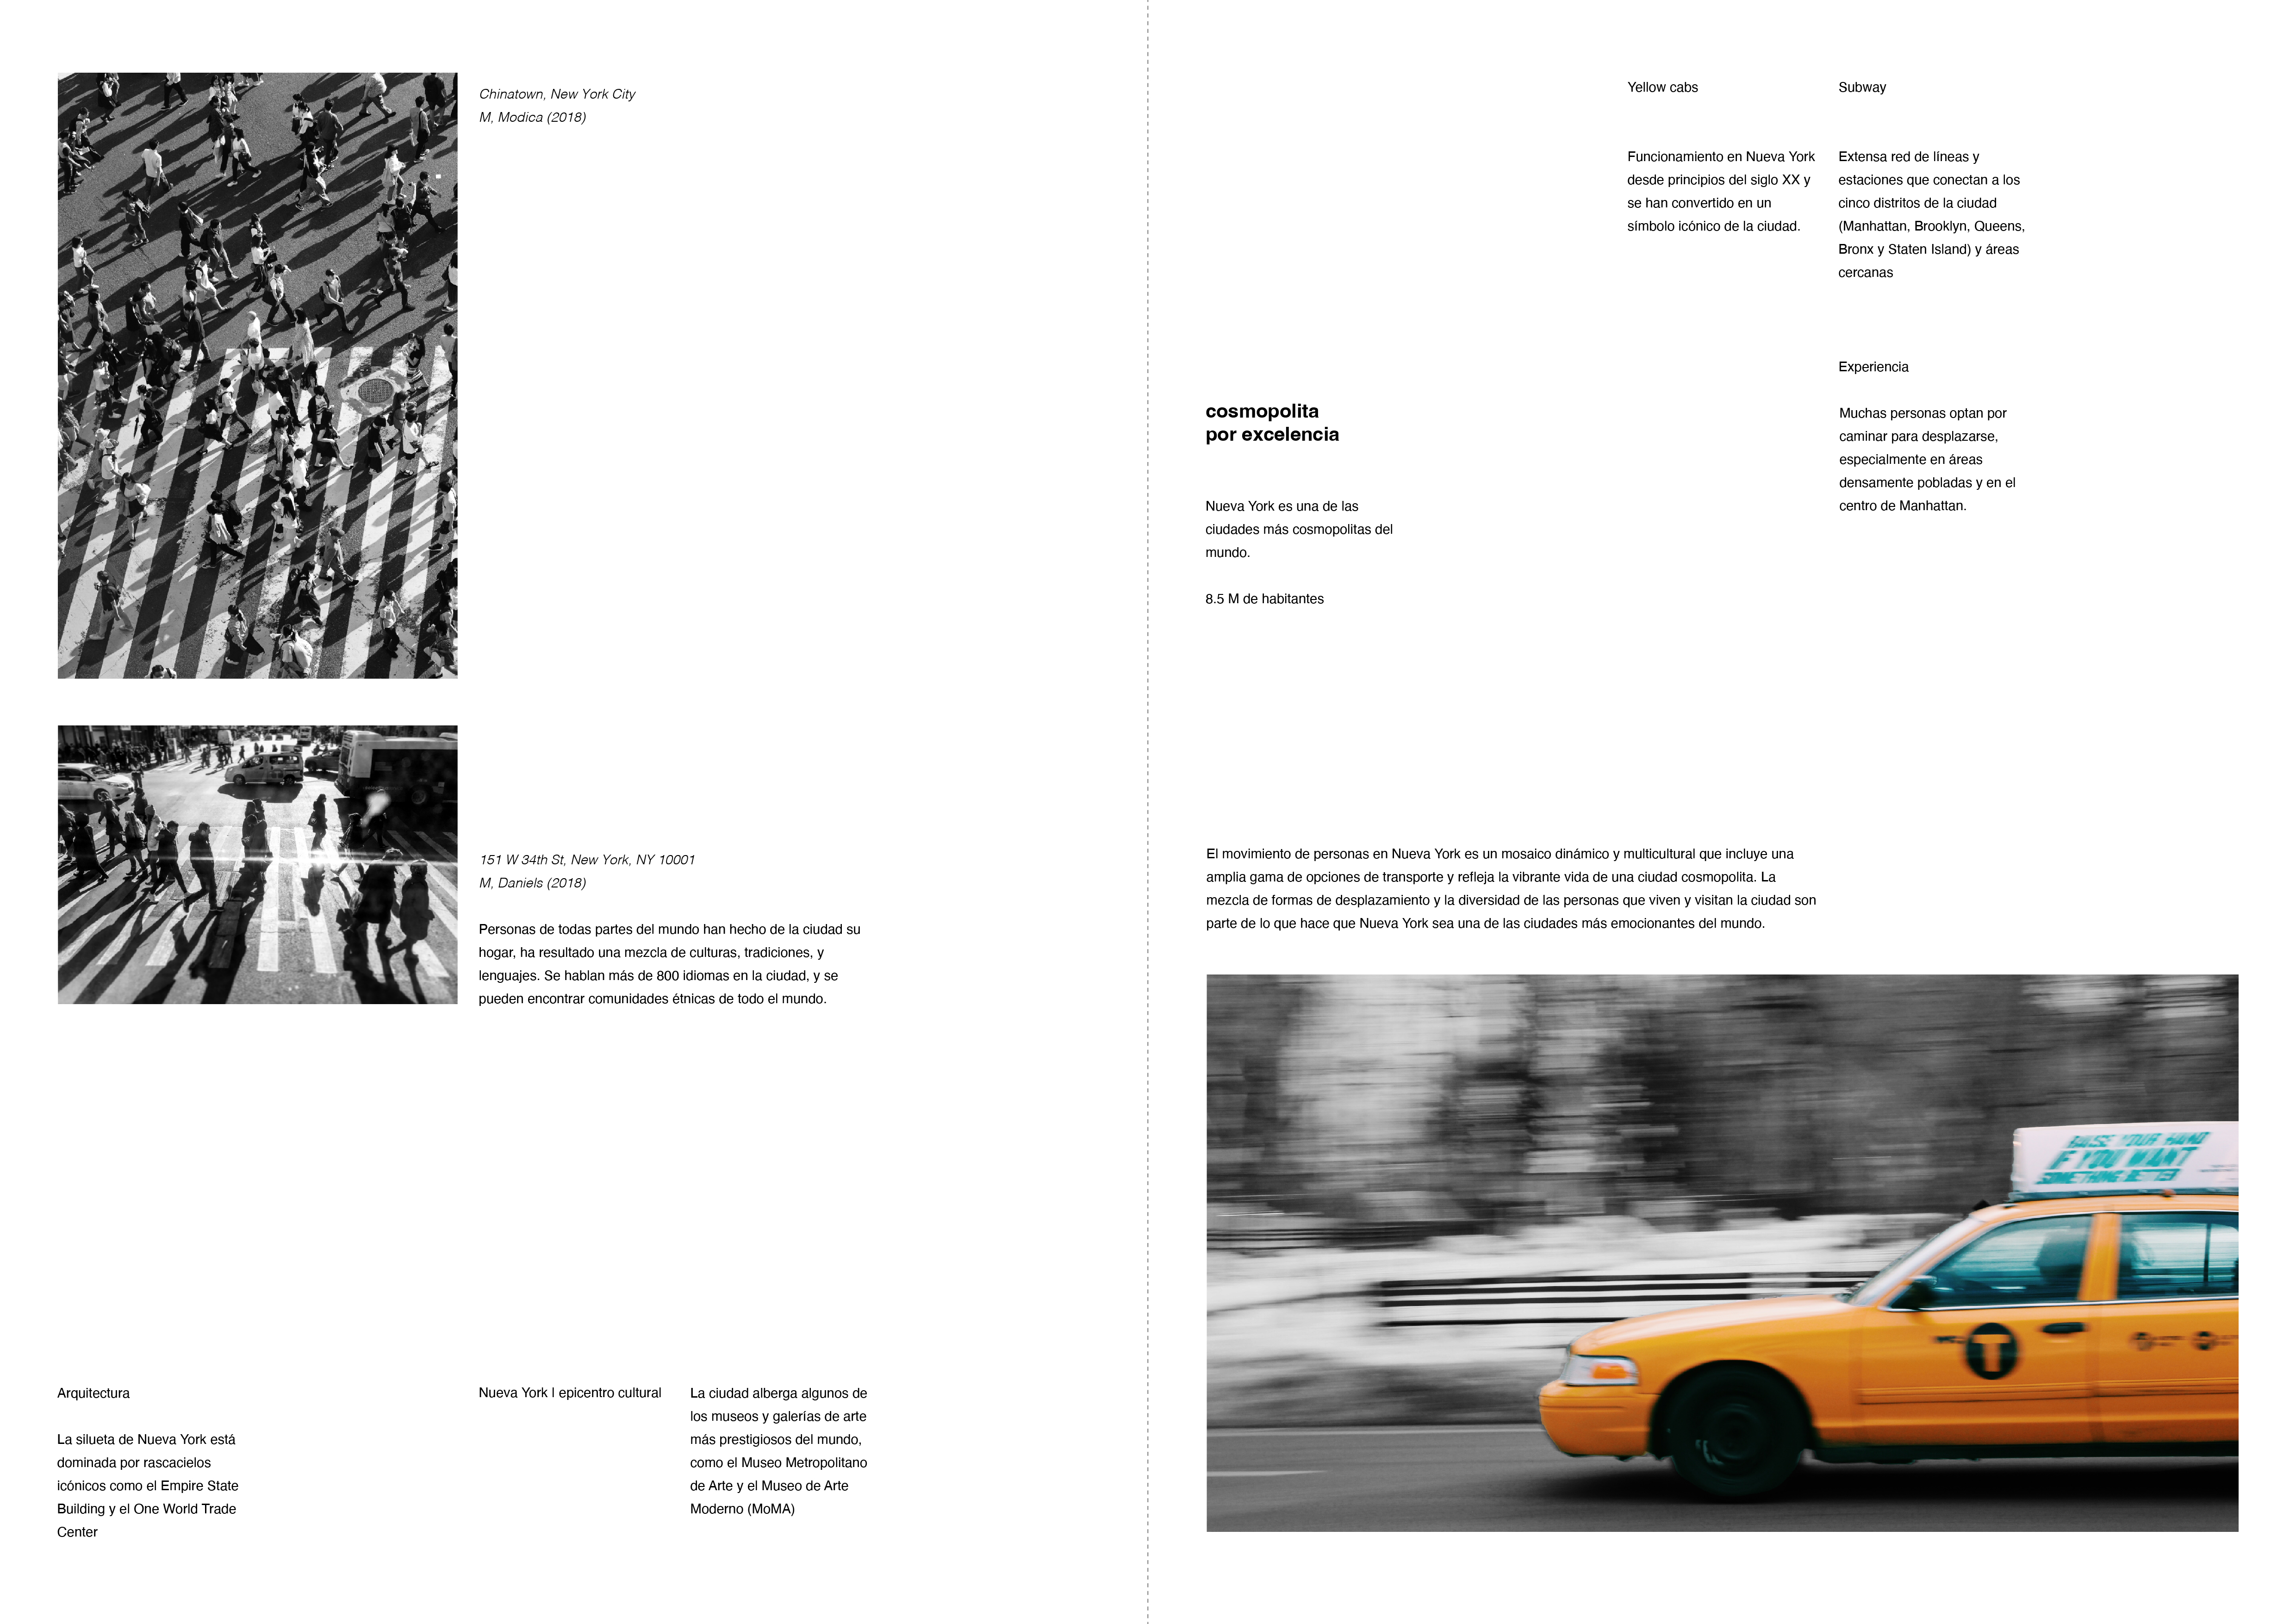 Chinatown, New York City
M, Modica (2018)
151 W 34th St, New York, NY 10001
M, Daniels (2018)
Personas de todas partes del mundo han hecho de la ciudad su
hogar, ha resultado una mezcla de culturas, tradiciones, y
lenguajes. Se hablan más de 800 idiomas en la ciudad, y se
pueden encontrar comunidades étnicas de todo el mundo.
Arquitectura
La silueta de Nueva York está
dominada por rascacielos
icónicos como el Empire State
Building y el One World Trade
Center
Nueva York | epicentro cultural
La ciudad alberga algunos de
los museos y galerías de arte
más prestigiosos del mundo,
como el Museo Metropolitano
de Arte y el Museo de Arte
Moderno (MoMA)
cosmopolita
por excelencia
Nueva York es una de las
ciudades más cosmopolitas del
mundo.
8.5 M de habitantes
Yellow cabs
Funcionamiento en Nueva York
desde principios del siglo XX y
se han convertido en un
símbolo icónico de la ciudad.
Subway
Extensa red de líneas y
estaciones que conectan a los
cinco distritos de la ciudad
(Manhattan, Brooklyn, Queens,
Bronx y Staten Island) y áreas
cercanas
Experiencia
Muchas personas optan por
caminar para desplazarse,
especialmente en áreas
densamente pobladas y en el
centro de Manhattan.
El movimiento de personas en Nueva York es un mosaico dinámico y multicultural que incluye una
amplia gama de opciones de transporte y refleja la vibrante vida de una ciudad cosmopolita. La
mezcla de formas de desplazamiento y la diversidad de las personas que viven y visitan la ciudad son
parte de lo que hace que Nueva York sea una de las ciudades más emocionantes del mundo.
RAISE YOUR HAND
IF YOU WANT
SOMETHING BETTER
T